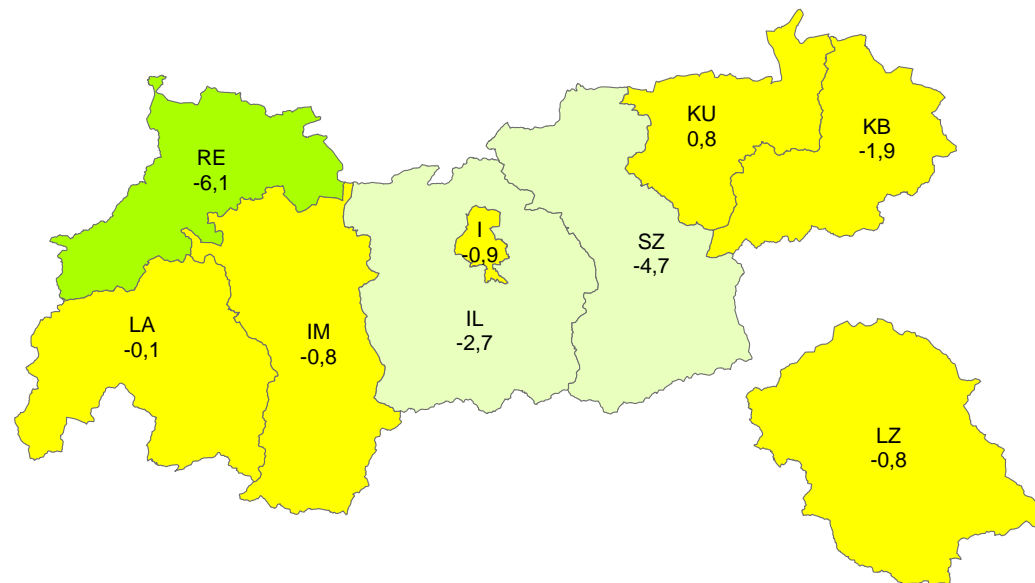 KU
0,8
KB
-1,9
RE
-6,1
I
-0,9
SZ
-4,7
LA
-0,1
IM
-0,8
IL
-2,7
LZ
-0,8